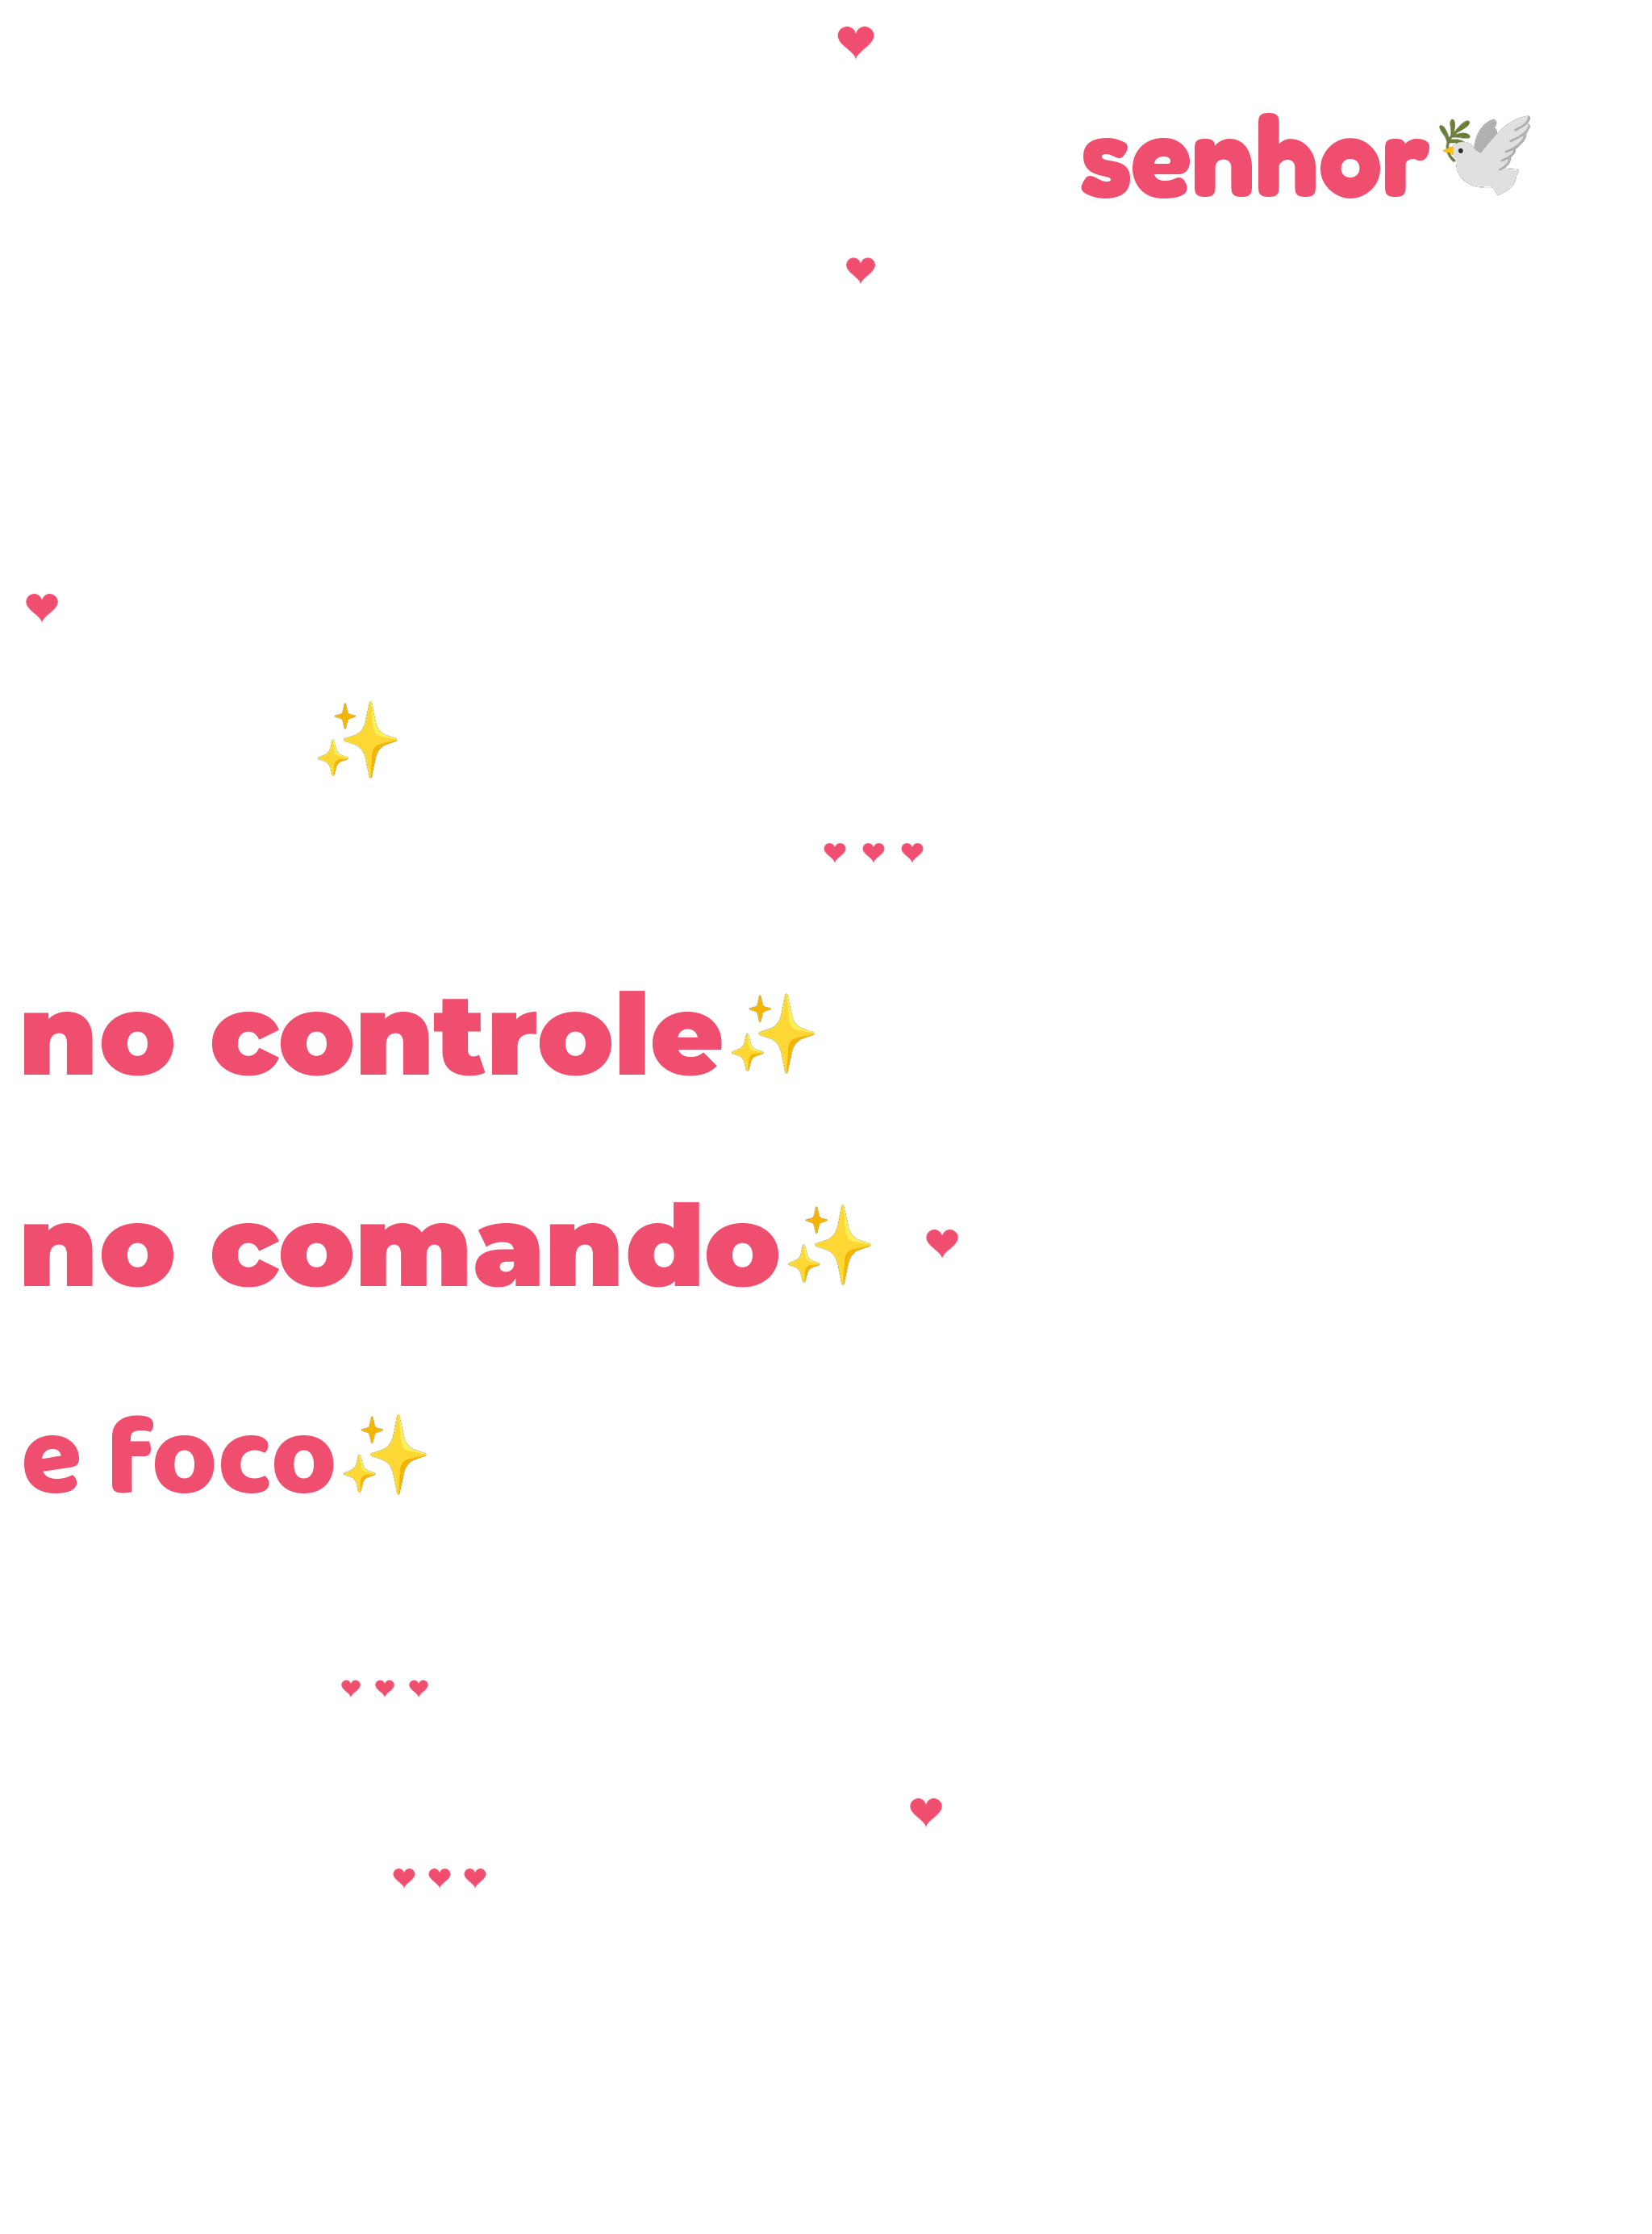 senhor🕊️
✨
no controle✨
no comando✨
e foco✨